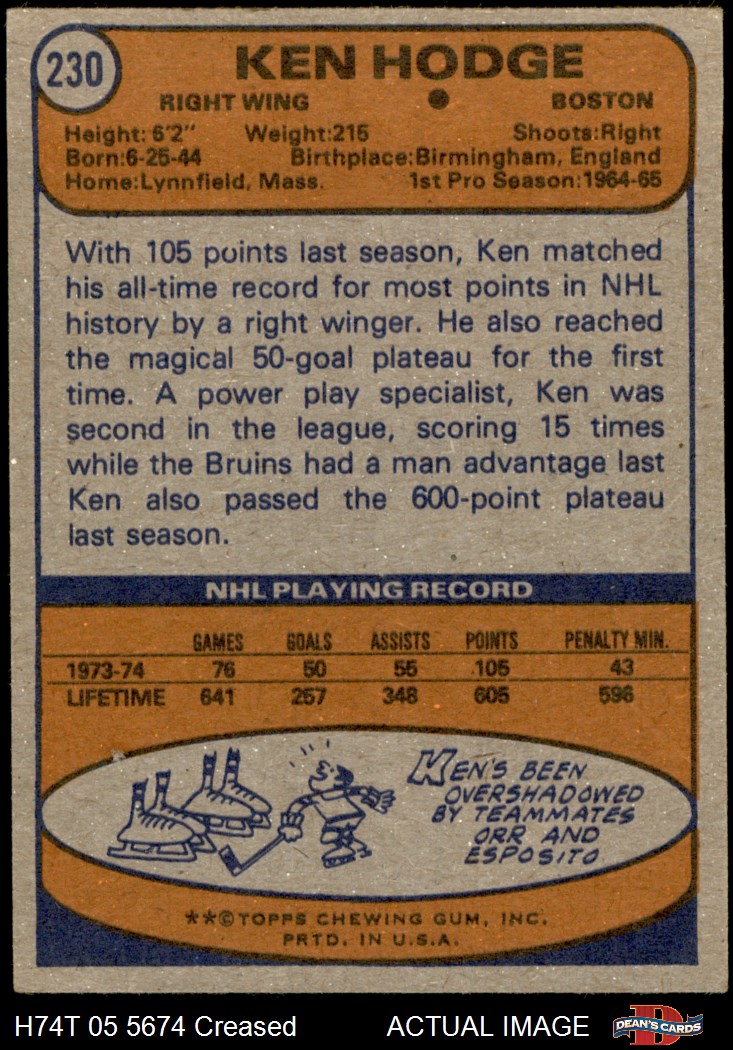 230
KEN HODGE
RIGHT WING BOSTON
Height: 6'2" Weight:215 Shoots:Right
Born:6-25-44 Birthplace:Birmingham, England
Home:Lynnfield, Mass. 1st Pro Season:1964-65
With 105 points last season, Ken matched
his all-time record for most points in NHL
history by a right winger. He also reached
the magical 50-goal plateau for the first
time. A power play specialist, Ken was
second in the league, scoring 15 times
while the Bruins had a man advantage last
Ken also passed the 600-point plateau
last season.
NHL PLAYING RECORD
GAMES GOALS ASSISTS POINTS PENALTY MIN.
1973-74 76 50 55 105 43
LIFETIME 641 257 348 605 596
KEN'S BEEN
OVERSHADOWED
BY TEAMMATES
ORR AND
ESPOSITO
**©TOPPS CHEWING GUM, INC.
PRTD. IN U.S.A.
H74T 05 5674 Creased ACTUAL IMAGE DEAN'S CARDS